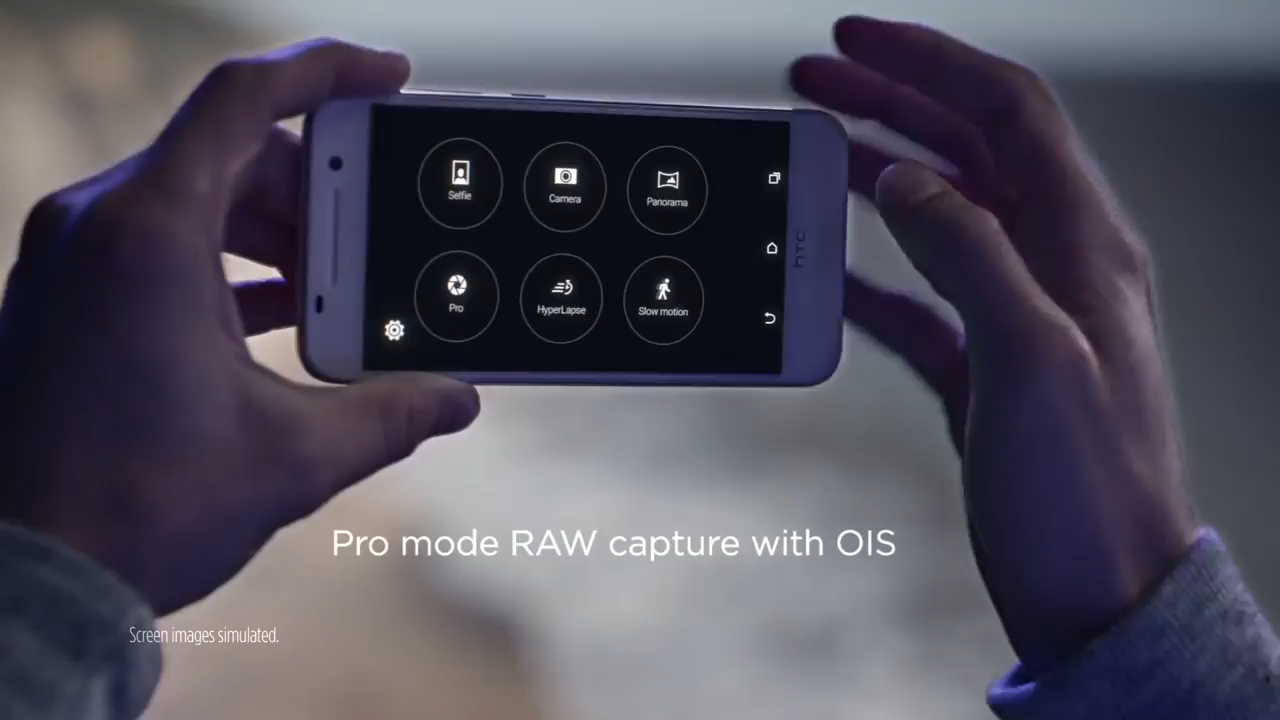 Selfie
Camera
Panorama
Pro
HyperLapse
Slow motion
hTC
Pro mode RAW capture with OIS
Screen images simulated.